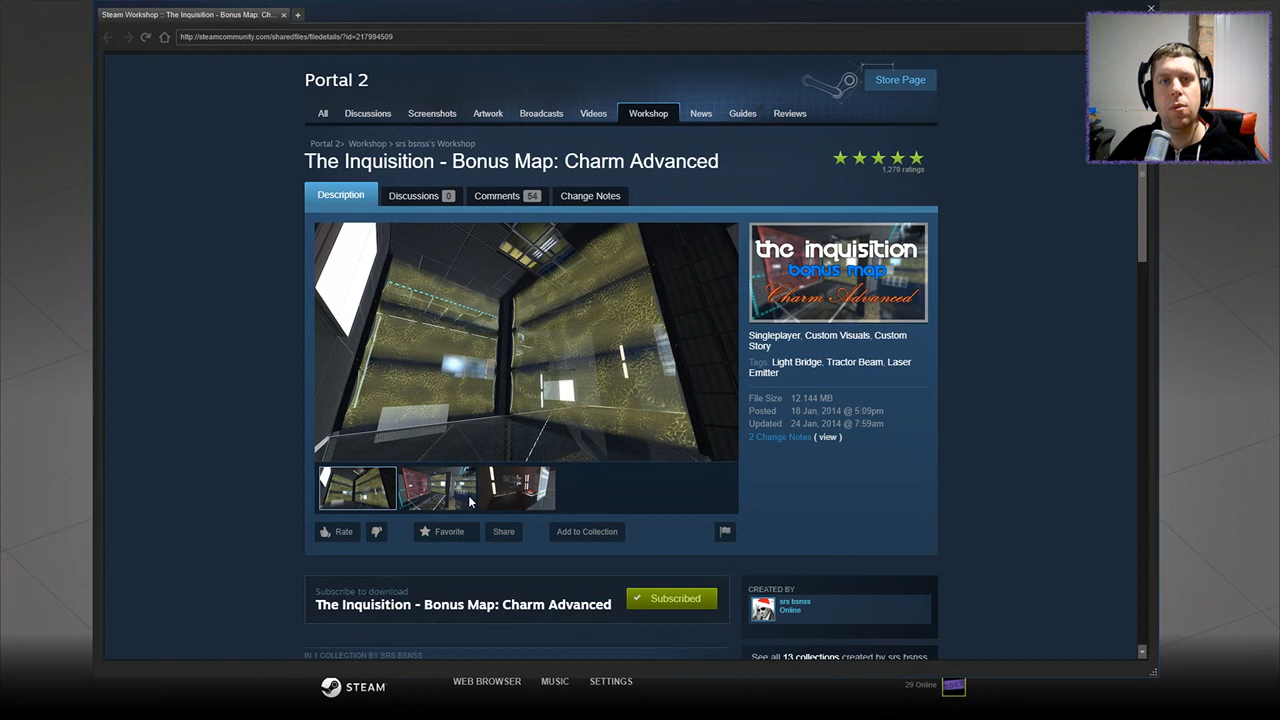 Steam Workshop :: The Inquisition - Bonus Map: Ch...
http://steamcommunity.com/sharedfiles/filedetails/?id=217994509
Portal 2
Store Page
All Discussions Screenshots Artwork Broadcasts Videos Workshop News Guides Reviews
Portal 2> Workshop > srs bsnss's Workshop
The Inquisition - Bonus Map: Charm Advanced
1,279 ratings
Description Discussions 0 Comments 54 Change Notes
the inquisition
bonus map
Charm Advanced
Singleplayer, Custom Visuals, Custom
Story
Tags: Light Bridge, Tractor Beam, Laser
Emitter
File Size 12.144 MB
Posted 18 Jan, 2014 @ 5:09pm
Updated 24 Jan, 2014 @ 7:59am
2 Change Notes ( view )
Rate Favorite Share Add to Collection
Subscribe to download
The Inquisition - Bonus Map: Charm Advanced
Subscribed
CREATED BY
srs bsnss
Online
IN 1 COLLECTION BY SRS BSNSS
See all 13 collections created by srs bsnss
STEAM WEB BROWSER MUSIC SETTINGS
29 Online